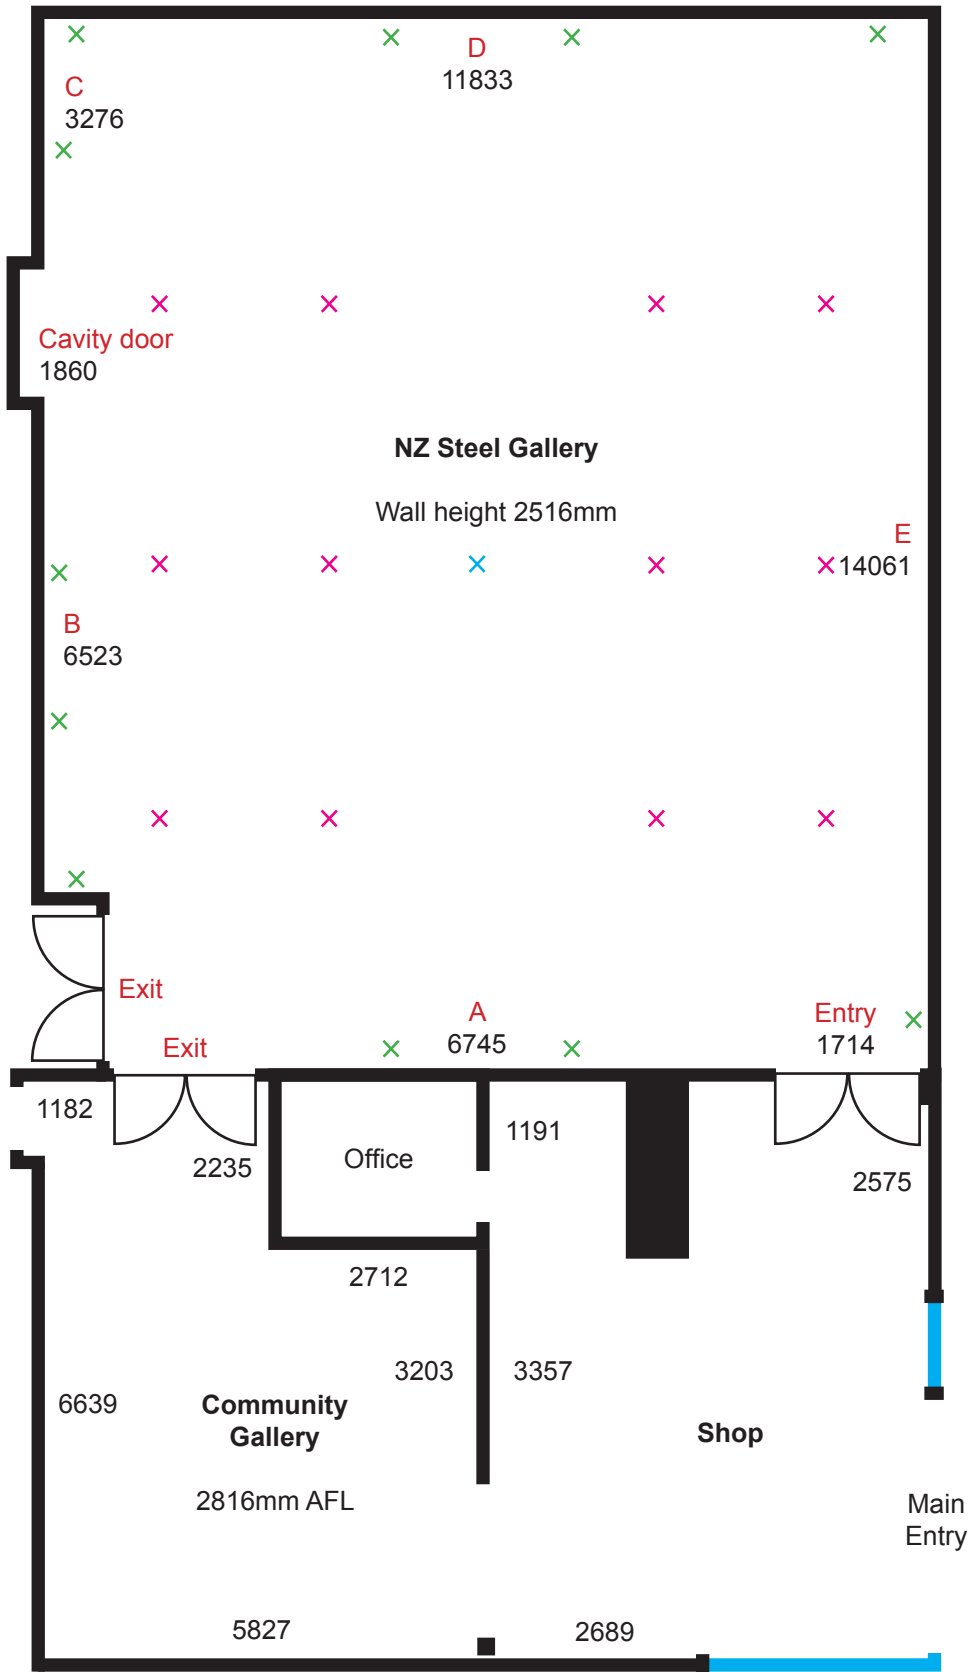 D
11833
C
3276
Cavity door
1860
NZ Steel Gallery
Wall height 2516mm
E
14061
B
6523
Exit
A
6745
Entry
1714
Exit
1182
1191
Office
2235
2575
2712
3203
3357
6639
Community
Gallery
Shop
2816mm AFL
Main
Entry
5827
2689